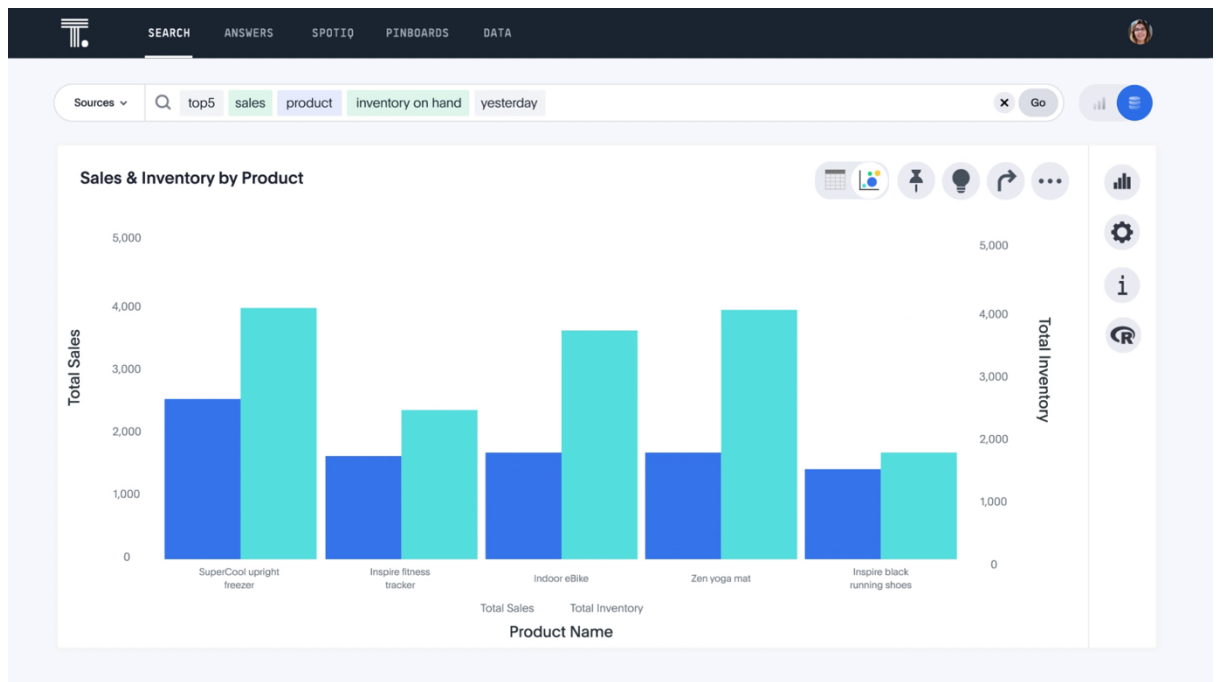 SEARCH ANSWERS SPOTIQ PINBOARDS DATA
Sources top5 sales product inventory on hand yesterday Go
Sales & Inventory by Product
5,000
4,000
3,000
2,000
1,000
0
Total Sales
5,000
4,000
3,000
2,000
1,000
0
Total Inventory
SuperCool upright
freezer
Inspire fitness
tracker
Indoor eBike
Zen yoga mat
Inspire black
running shoes
Total Sales Total Inventory
Product Name
i
R